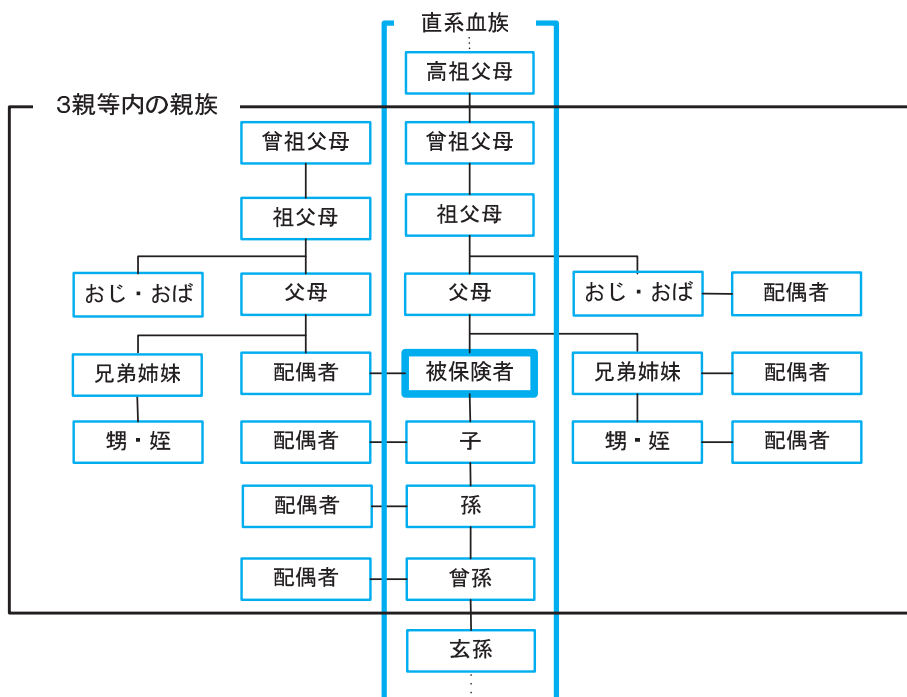 直系血族
高祖父母
3親等内の親族
曾祖父母 曾祖父母
祖父母 祖父母
おじ・おば 父母 父母 おじ・おば 配偶者
兄弟姉妹 配偶者 被保険者 兄弟姉妹 配偶者
甥・姪 配偶者 子 甥・姪 配偶者
配偶者 孫
配偶者 曾孫
玄孫